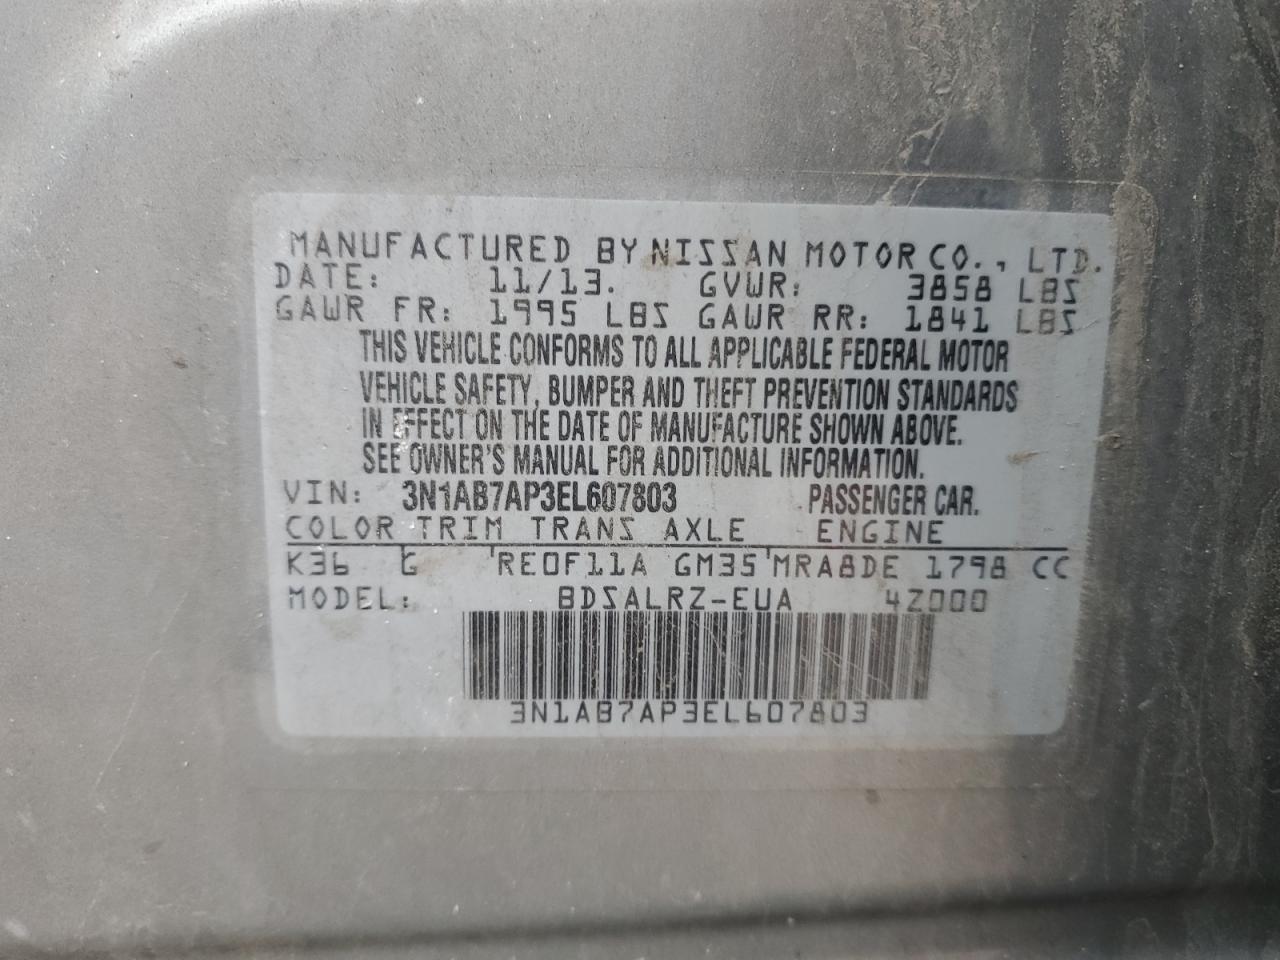 MANUFACTURED BY NISSAN MOTOR CO., LTD.
DATE: 11/13. GVWR: 3858 LBS
GAWR FR: 1995 LBS GAWR RR: 1841 LBS
THIS VEHICLE CONFORMS TO ALL APPLICABLE FEDERAL MOTOR
VEHICLE SAFETY, BUMPER AND THEFT PREVENTION STANDARDS
IN EFFECT ON THE DATE OF MANUFACTURE SHOWN ABOVE.
SEE OWNER'S MANUAL FOR ADDITIONAL INFORMATION.
VIN: 3N1AB7AP3EL607803 PASSENGER CAR.
COLOR TRIM TRANS AXLE ENGINE
K36 G RE0F11A GM35 MRA8DE 1798 CC
MODEL: BDSALRZ-EUA 4Z000
3N1AB7AP3EL607803